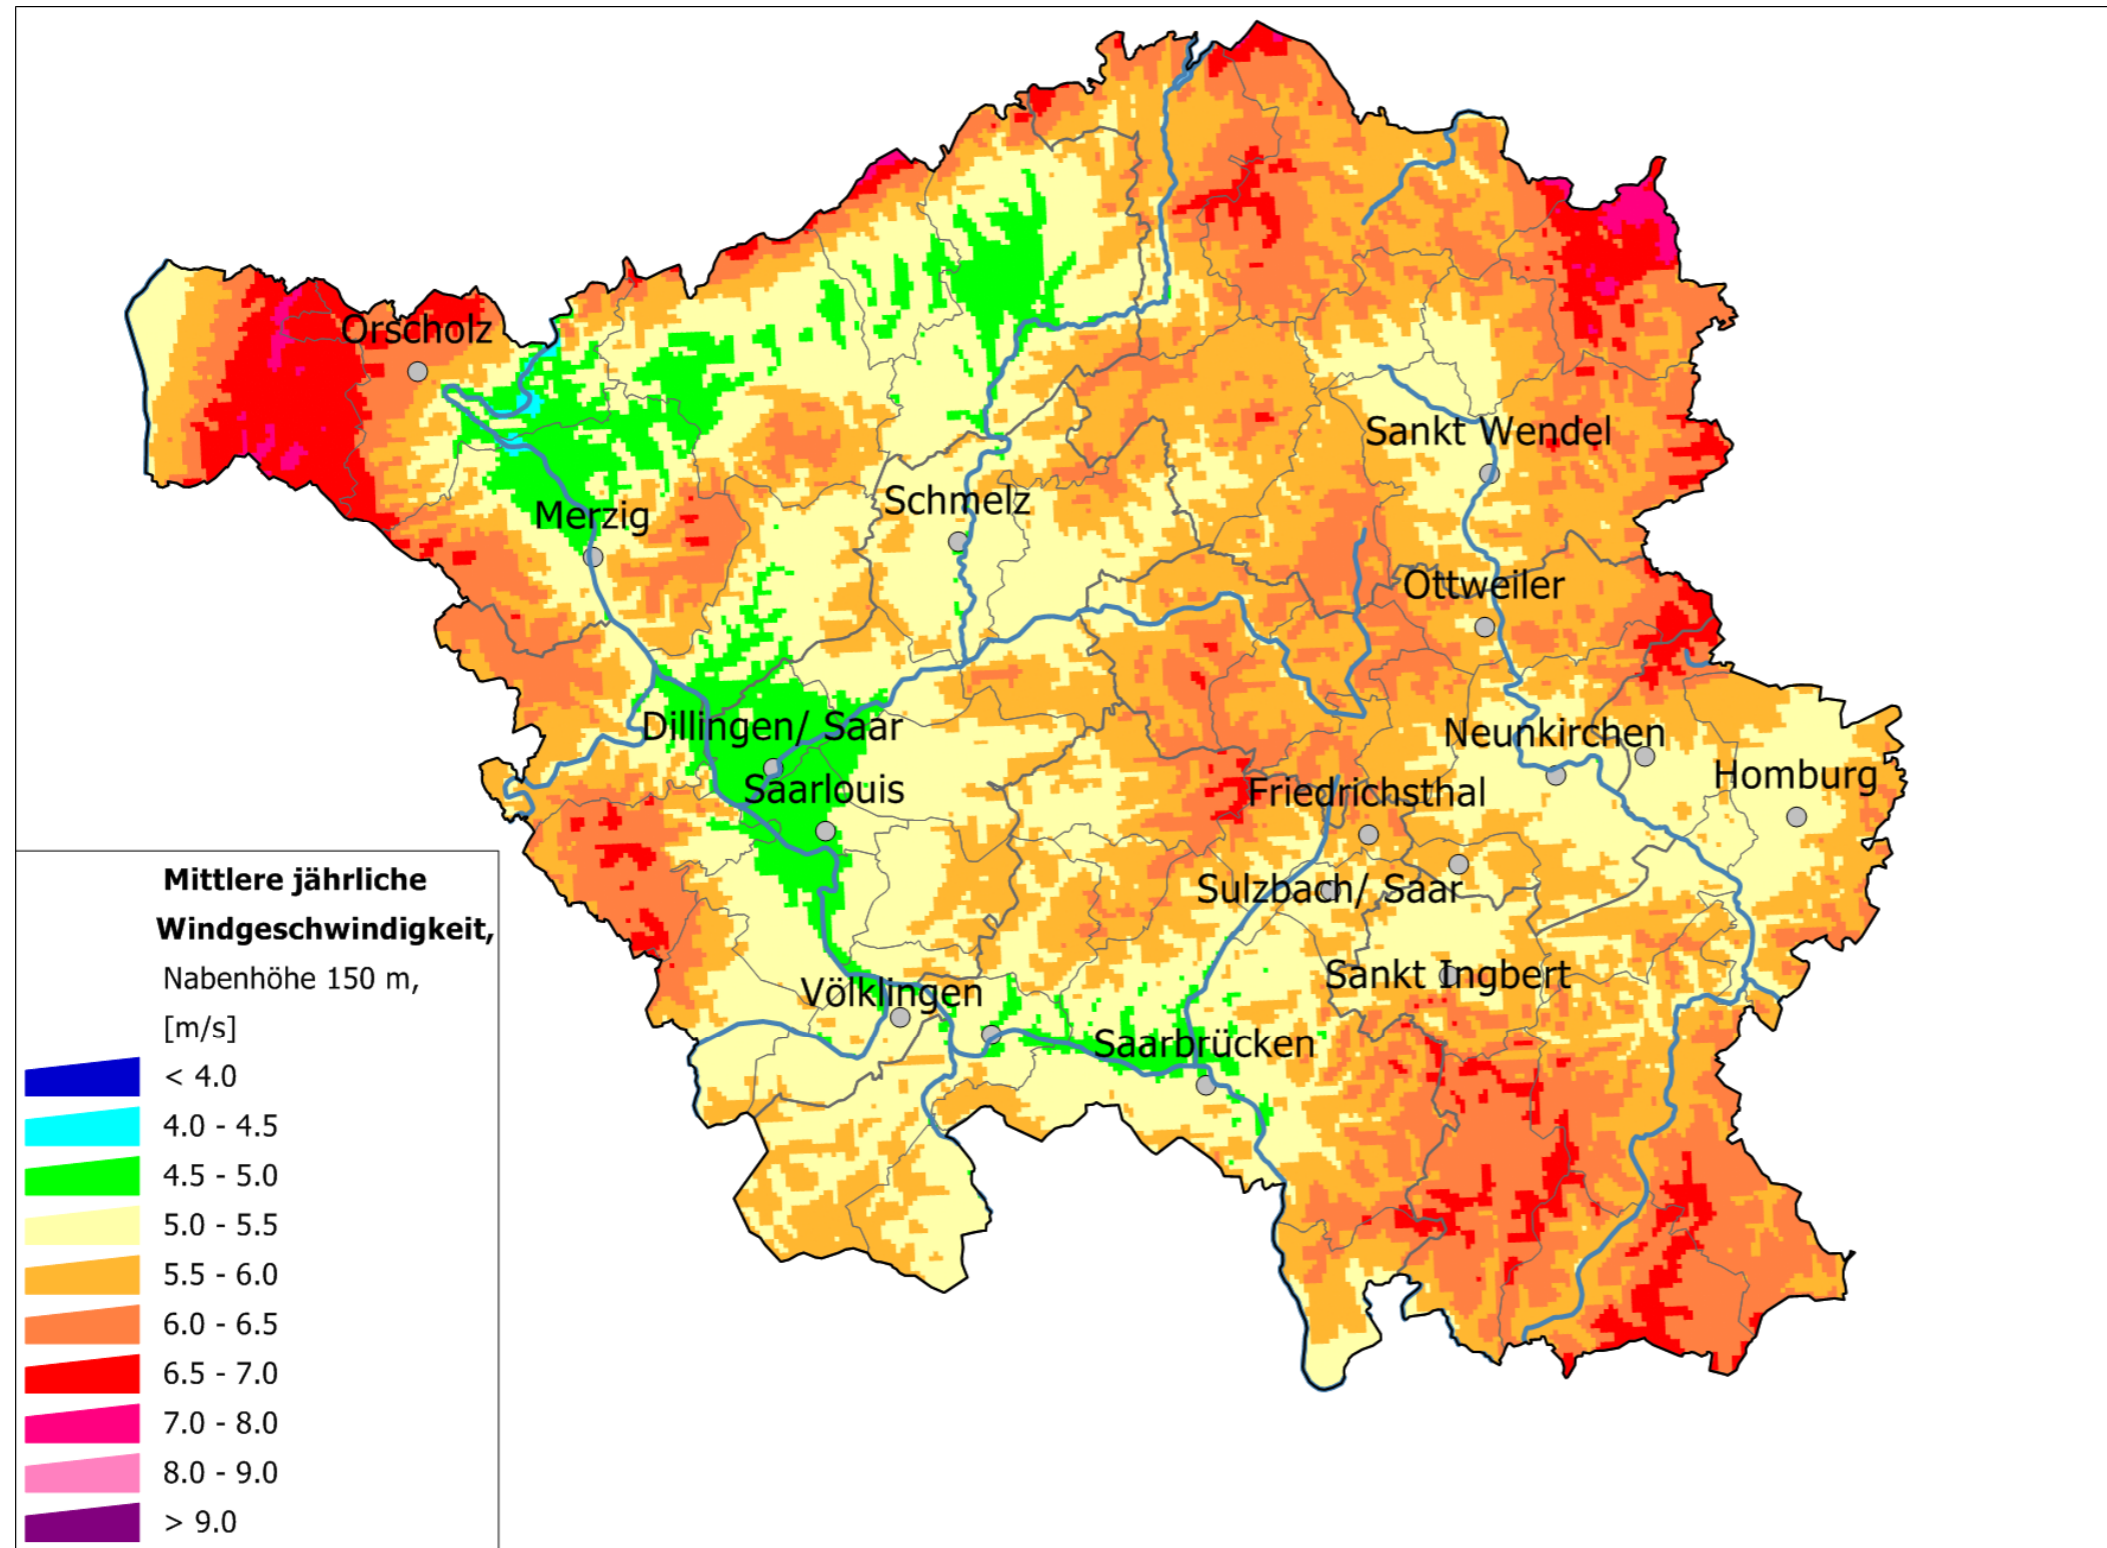 Orscholz
Sankt Wendel
Schmelz
Merzig
Ottweiler
Dillingen/ Saar
Neunkirchen
Homburg
Saarlouis
Friedrichsthal
Sulzbach/ Saar
Sankt Ingbert
Völklingen
Saarbrücken
Mittlere jährliche
Windgeschwindigkeit,
Nabenhöhe 150 m,
[m/s]
< 4.0
4.0 - 4.5
4.5 - 5.0
5.0 - 5.5
5.5 - 6.0
6.0 - 6.5
6.5 - 7.0
7.0 - 8.0
8.0 - 9.0
> 9.0